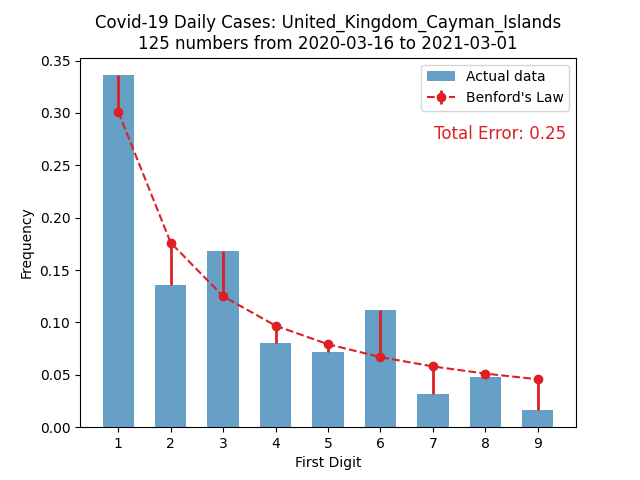 Covid-19 Daily Cases: United_Kingdom_Cayman_Islands
125 numbers from 2020-03-16 to 2021-03-01
Actual data
Benford's Law
Total Error: 0.25
Frequency
0.35
0.30
0.25
0.20
0.15
0.10
0.05
0.00
1 2 3 4 5 6 7 8 9
First Digit